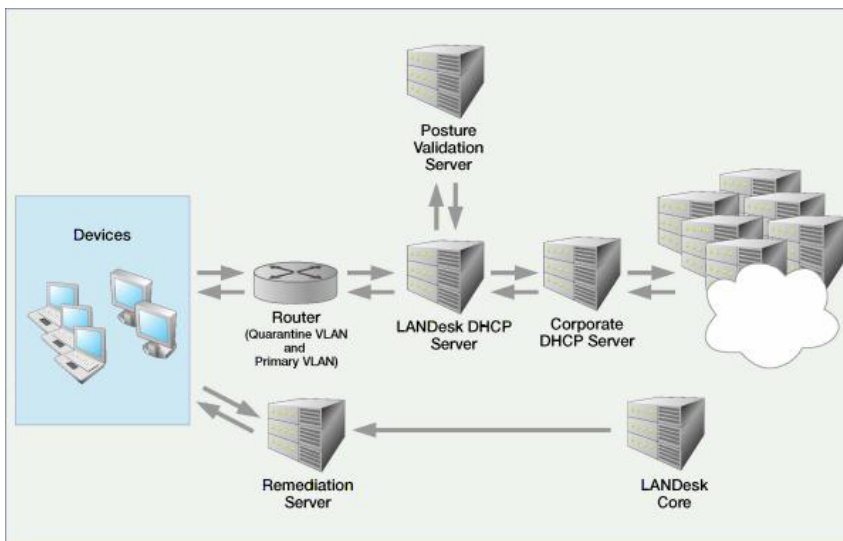 Posture
Validation
Server
Devices
Router
(Quarantine VLAN
and
Primary VLAN)
LANDesk DHCP
Server
Corporate
DHCP Server
Remediation
Server
LANDesk
Core